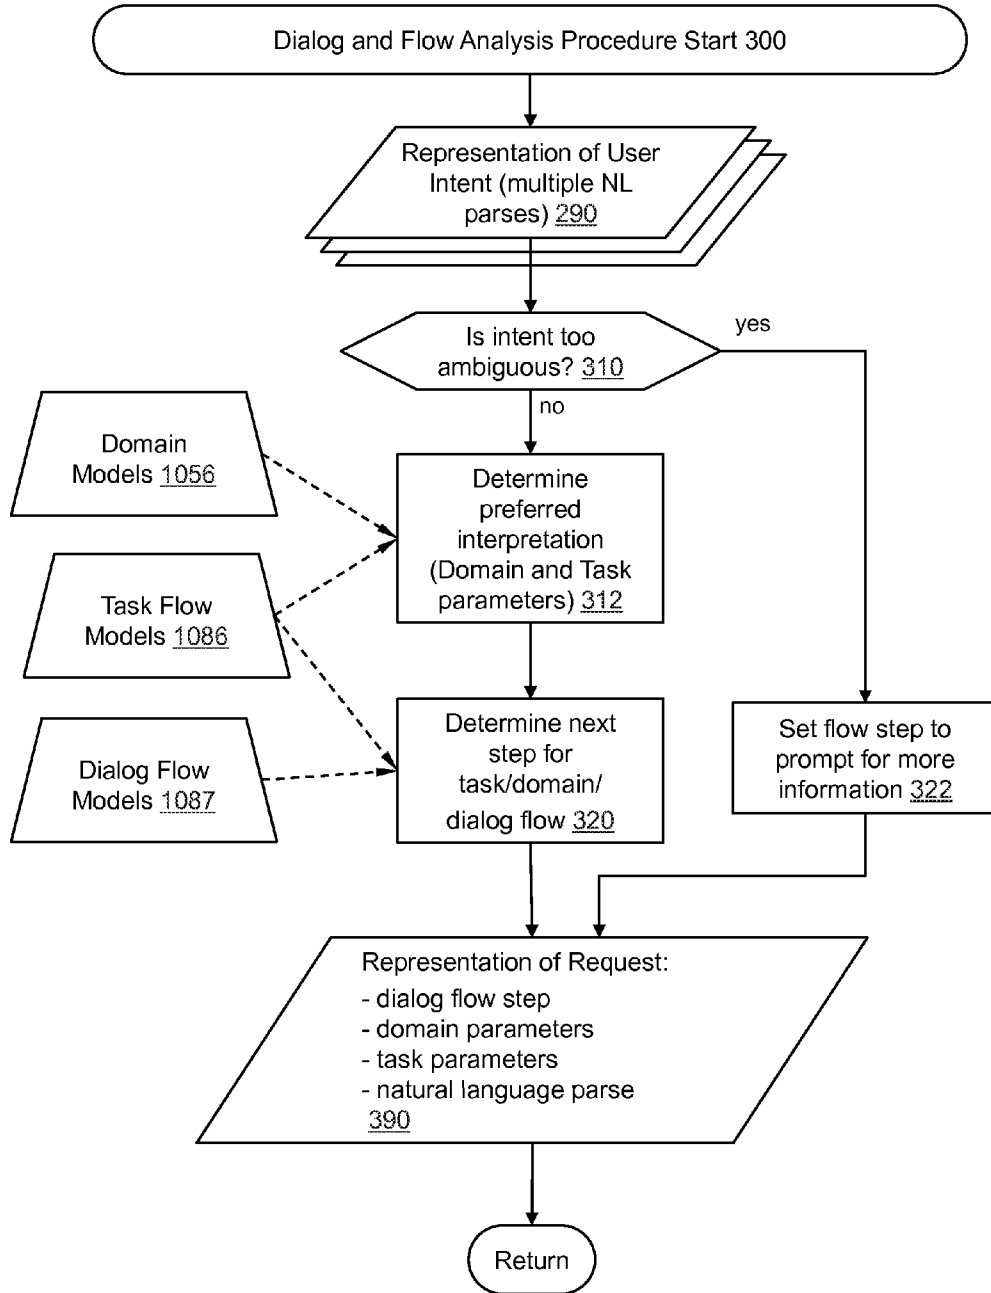 Dialog and Flow Analysis Procedure Start 300
Representation of User
Intent (multiple NL
parses) 290
Is intent too
ambiguous? 310
yes
no
Domain
Models 1056
Determine
preferred
interpretation
(Domain and Task
parameters) 312
Task Flow
Models 1086
Dialog Flow
Models 1087
Determine next
step for
task/domain/
dialog flow 320
Set flow step to
prompt for more
information 322
Representation of Request:
- dialog flow step
- domain parameters
- task parameters
- natural language parse
390
Return